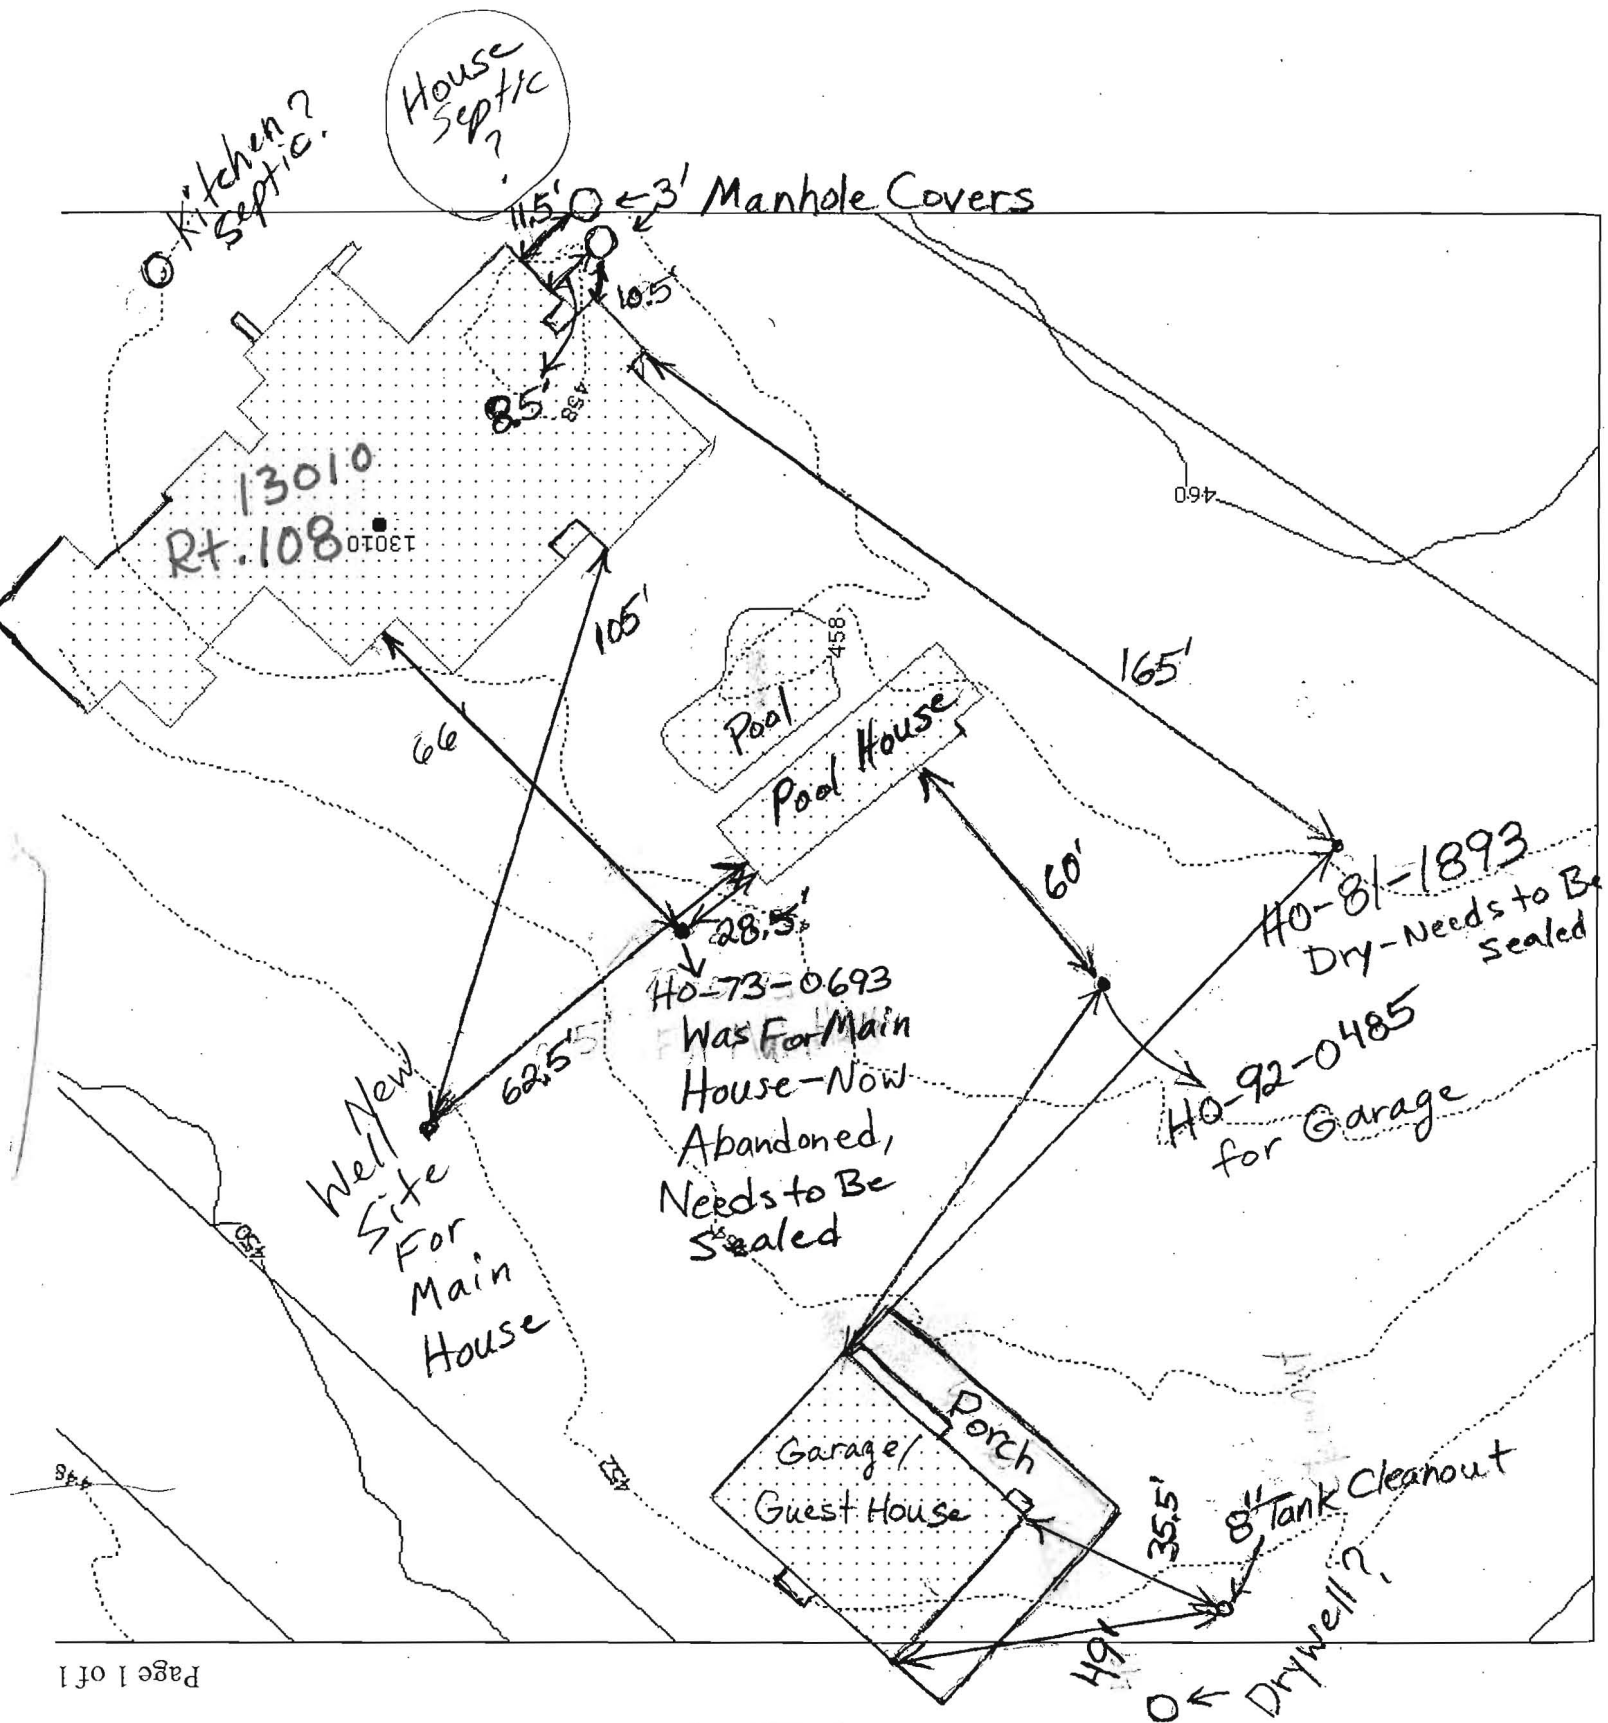 House
Septic
?
Kitchen?
Septic?
11.5'
3' Manhole Covers
10.5'
8.5'
458
13010
Rt. 108
13010
460
105'
66'
458
Pool
Pool House
165'
60'
28.5'
HO-81-1893
Dry-Needs to Be
Sealed
HO-73-0693
Was For Main
House-Now
Abandoned,
Needs to Be
Sealed
62.5'
HO-92-0485
for Garage
New
Well
Site
For
Main
House
450
452
448
Porch
Garage/
Guest House
35.5'
8" Tank Cleanout
49'
Drywell?
Page 1 of 1